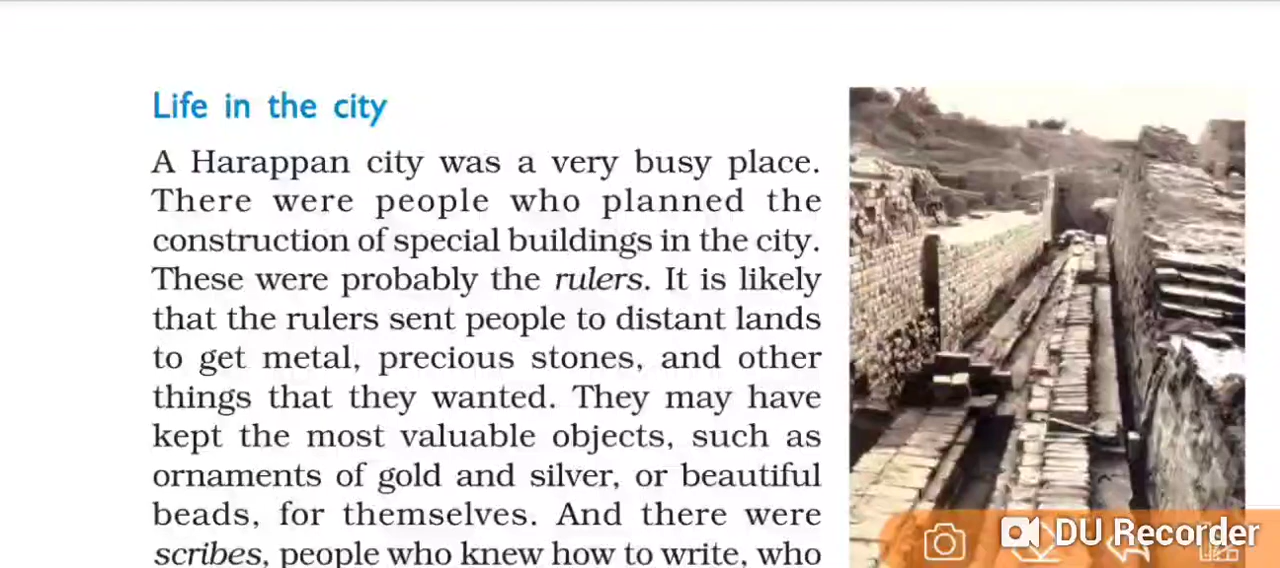 Life in the city
A Harappan city was a very busy place.
There were people who planned the
construction of special buildings in the city.
These were probably the rulers. It is likely
that the rulers sent people to distant lands
to get metal, precious stones, and other
things that they wanted. They may have
kept the most valuable objects, such as
ornaments of gold and silver, or beautiful
beads, for themselves. And there were
scribes, people who knew how to write, who
DU Recorder